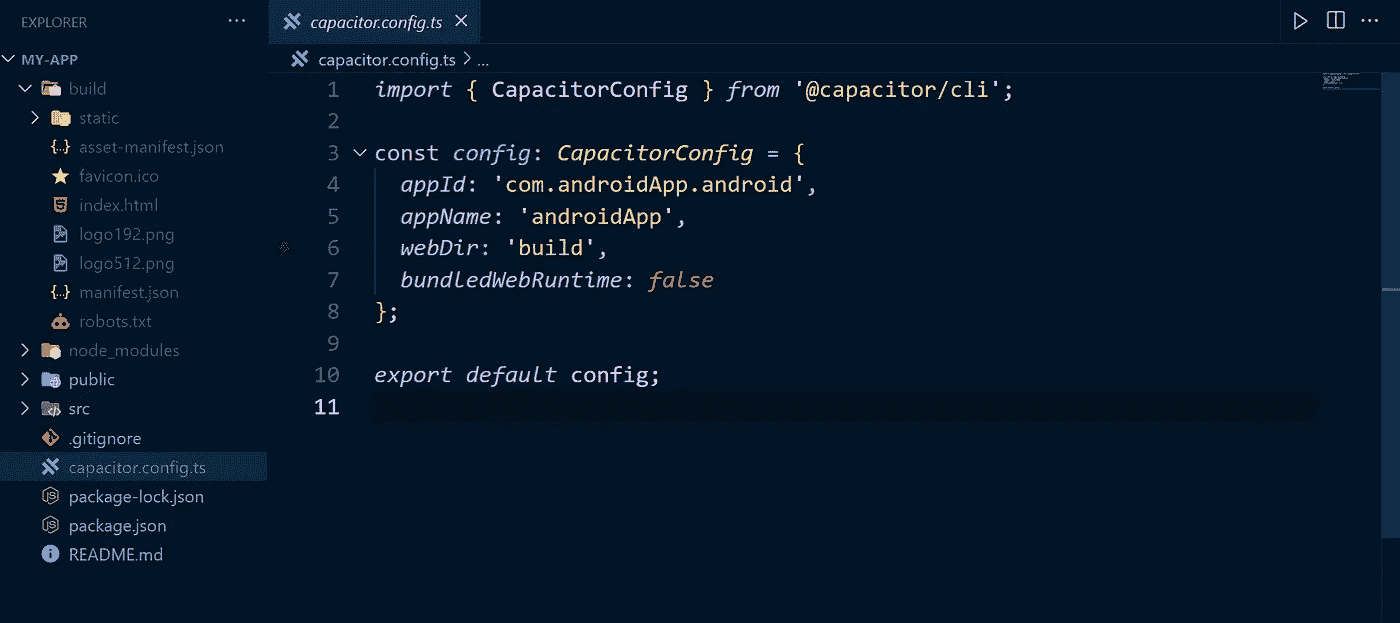 EXPLORER
MY-APP
build
static
asset-manifest.json
favicon.ico
index.html
logo192.png
logo512.png
manifest.json
robots.txt
node_modules
public
src
.gitignore
capacitor.config.ts
package-lock.json
package.json
README.md
capacitor.config.ts
capacitor.config.ts > ...
1 import { CapacitorConfig } from '@capacitor/cli';
2
3 const config: CapacitorConfig = {
4 appId: 'com.androidApp.android',
5 appName: 'androidApp',
6 webDir: 'build',
7 bundledWebRuntime: false
8 };
9
10 export default config;
11